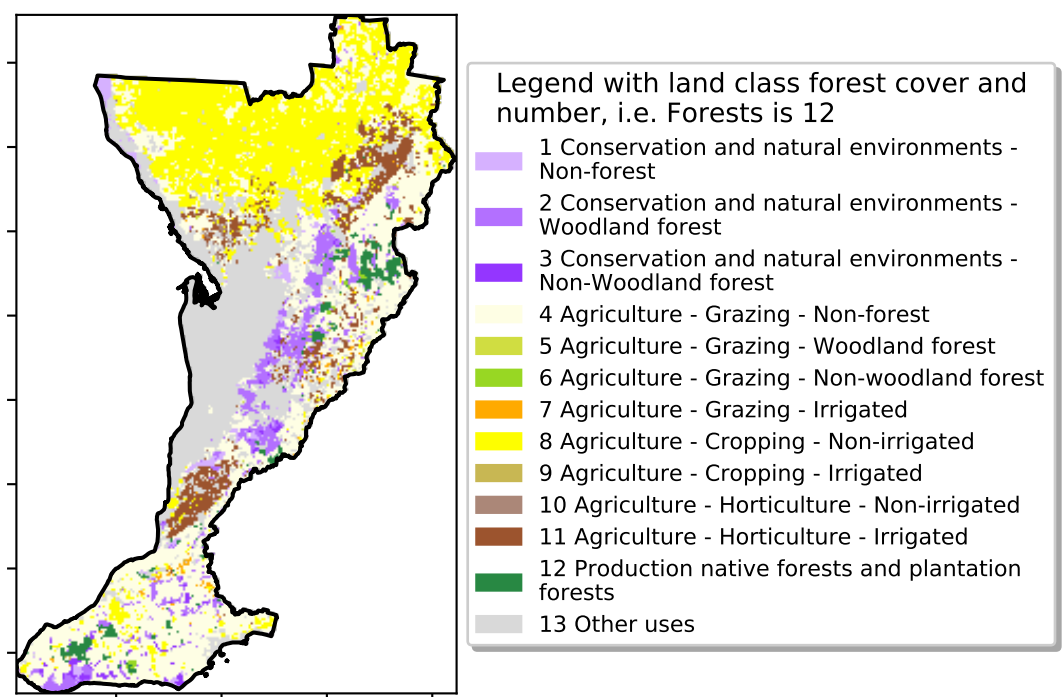 Legend with land class forest cover and
number, i.e. Forests is 12
1 Conservation and natural environments -
Non-forest
2 Conservation and natural environments -
Woodland forest
3 Conservation and natural environments -
Non-Woodland forest
4 Agriculture - Grazing - Non-forest
5 Agriculture - Grazing - Woodland forest
6 Agriculture - Grazing - Non-woodland forest
7 Agriculture - Grazing - Irrigated
8 Agriculture - Cropping - Non-irrigated
9 Agriculture - Cropping - Irrigated
10 Agriculture - Horticulture - Non-irrigated
11 Agriculture - Horticulture - Irrigated
12 Production native forests and plantation
forests
13 Other uses